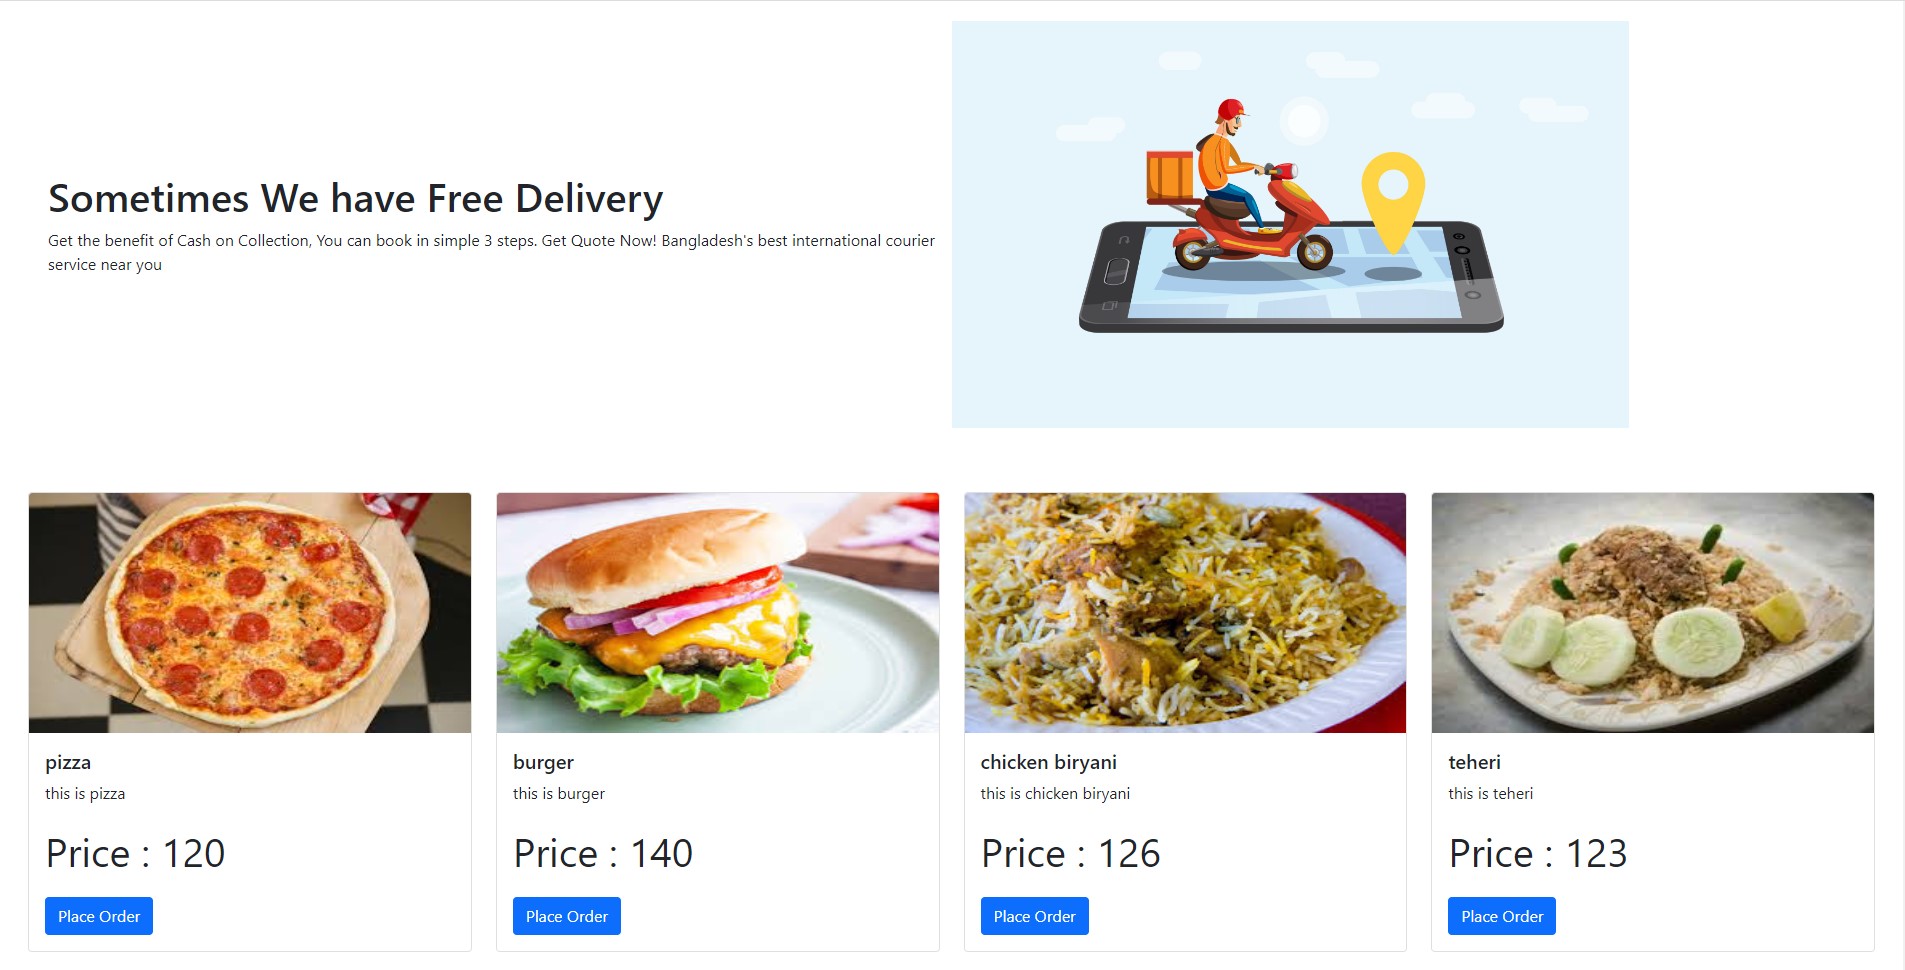 Sometimes We have Free Delivery
Get the benefit of Cash on Collection, You can book in simple 3 steps. Get Quote Now! Bangladesh's best international courier
service near you
pizza
this is pizza
Price : 120
Place Order
burger
this is burger
Price : 140
Place Order
chicken biryani
this is chicken biryani
Price : 126
Place Order
teheri
this is teheri
Price : 123
Place Order